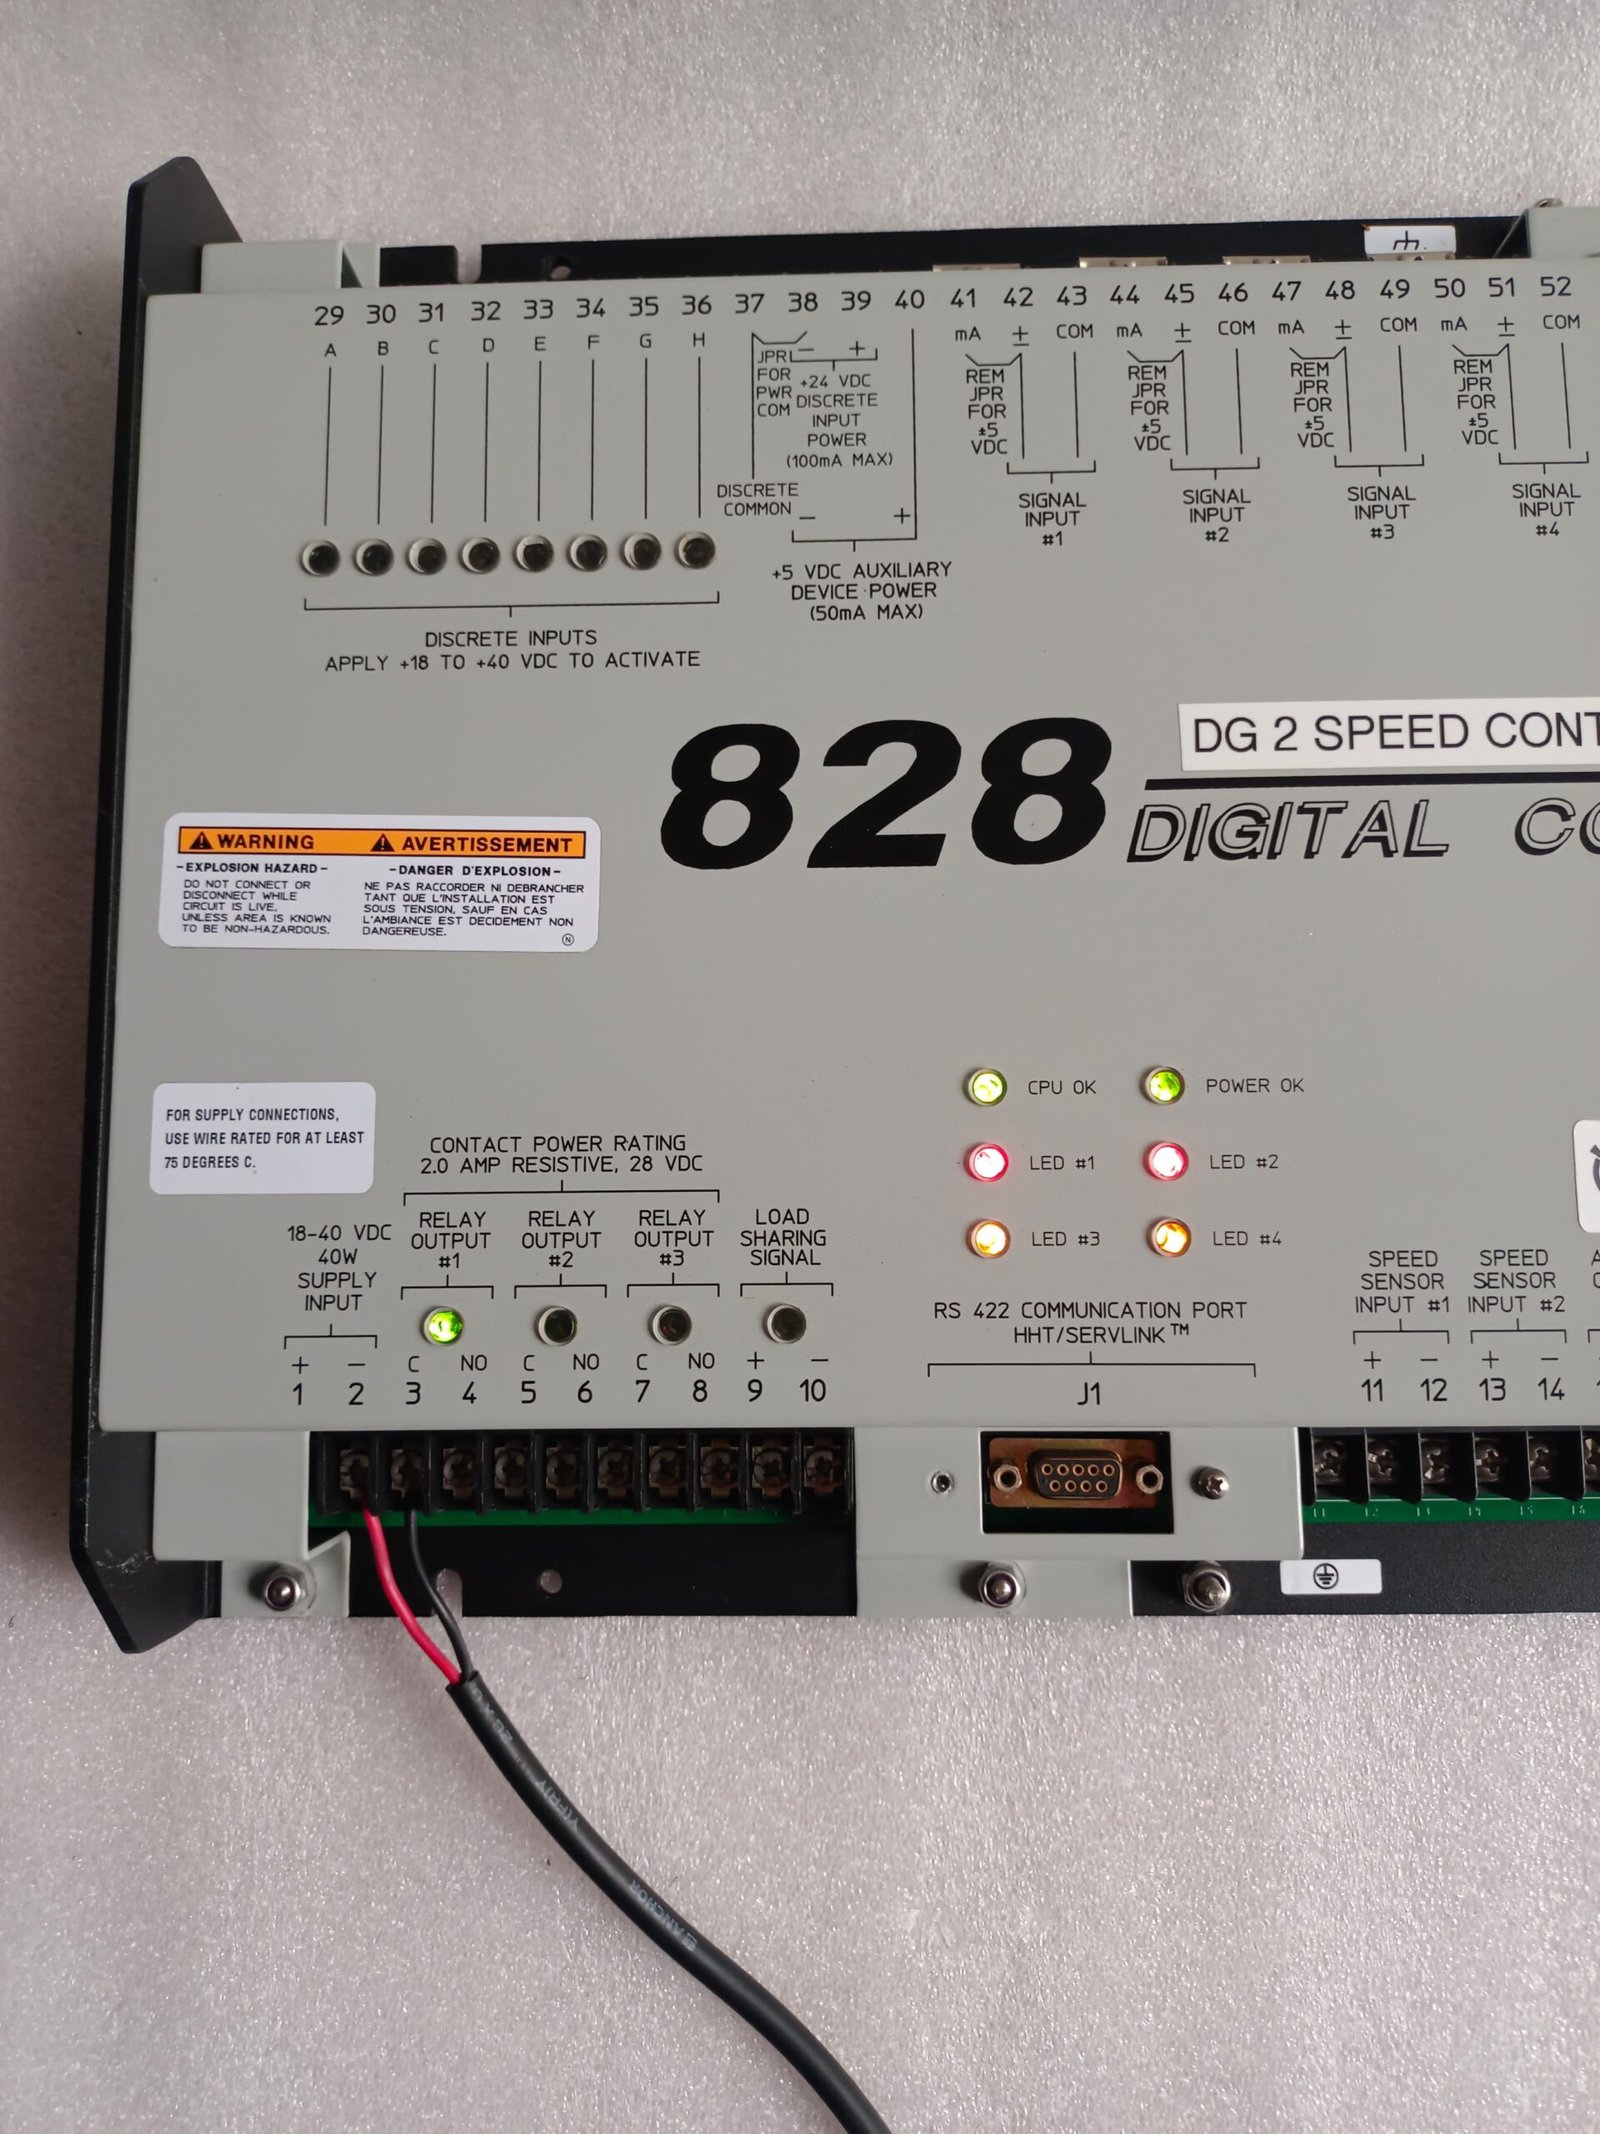 29 30 31 32 33 34 35 36 37 38 39 40 41 42 43 44 45 46 47 48 49 50 51 52
A B C D E F G H
mA ± COM mA ± COM mA ± COM mA ± COM
JPR
FOR
PWR
COM
− +
+24 VDC
DISCRETE
INPUT
POWER
(100mA MAX)
DISCRETE
COMMON
− +
+5 VDC AUXILIARY
DEVICE POWER
(50mA MAX)
REM
JPR
FOR
±5
VDC
SIGNAL
INPUT
#1
REM
JPR
FOR
±5
VDC
SIGNAL
INPUT
#2
REM
JPR
FOR
±5
VDC
SIGNAL
INPUT
#3
REM
JPR
FOR
±5
VDC
SIGNAL
INPUT
#4
DISCRETE INPUTS
APPLY +18 TO +40 VDC TO ACTIVATE
828
DG 2 SPEED CONT
DIGITAL CO
WARNING
-EXPLOSION HAZARD-
DO NOT CONNECT OR
DISCONNECT WHILE
CIRCUIT IS LIVE,
UNLESS AREA IS KNOWN
TO BE NON-HAZARDOUS.
AVERTISSEMENT
-DANGER D'EXPLOSION-
NE PAS RACCORDER NI DEBRANCHER
TANT QUE L'INSTALLATION EST
SOUS TENSION, SAUF EN CAS
L'AMBIANCE EST DECIDEMENT NON
DANGEREUSE.
N
CPU OK POWER OK
LED #1 LED #2
LED #3 LED #4
FOR SUPPLY CONNECTIONS,
USE WIRE RATED FOR AT LEAST
75 DEGREES C.
CONTACT POWER RATING
2.0 AMP RESISTIVE, 28 VDC
18-40 VDC
40W
SUPPLY
INPUT
RELAY
OUTPUT
#1
RELAY
OUTPUT
#2
RELAY
OUTPUT
#3
LOAD
SHARING
SIGNAL
+ − C NO C NO C NO + −
1 2 3 4 5 6 7 8 9 10
RS 422 COMMUNICATION PORT
HHT/SERVLINK™
J1
SPEED
SENSOR
INPUT #1
SPEED
SENSOR
INPUT #2
+ − + −
11 12 13 14
11 12 13 14 15 16
ANCHOR